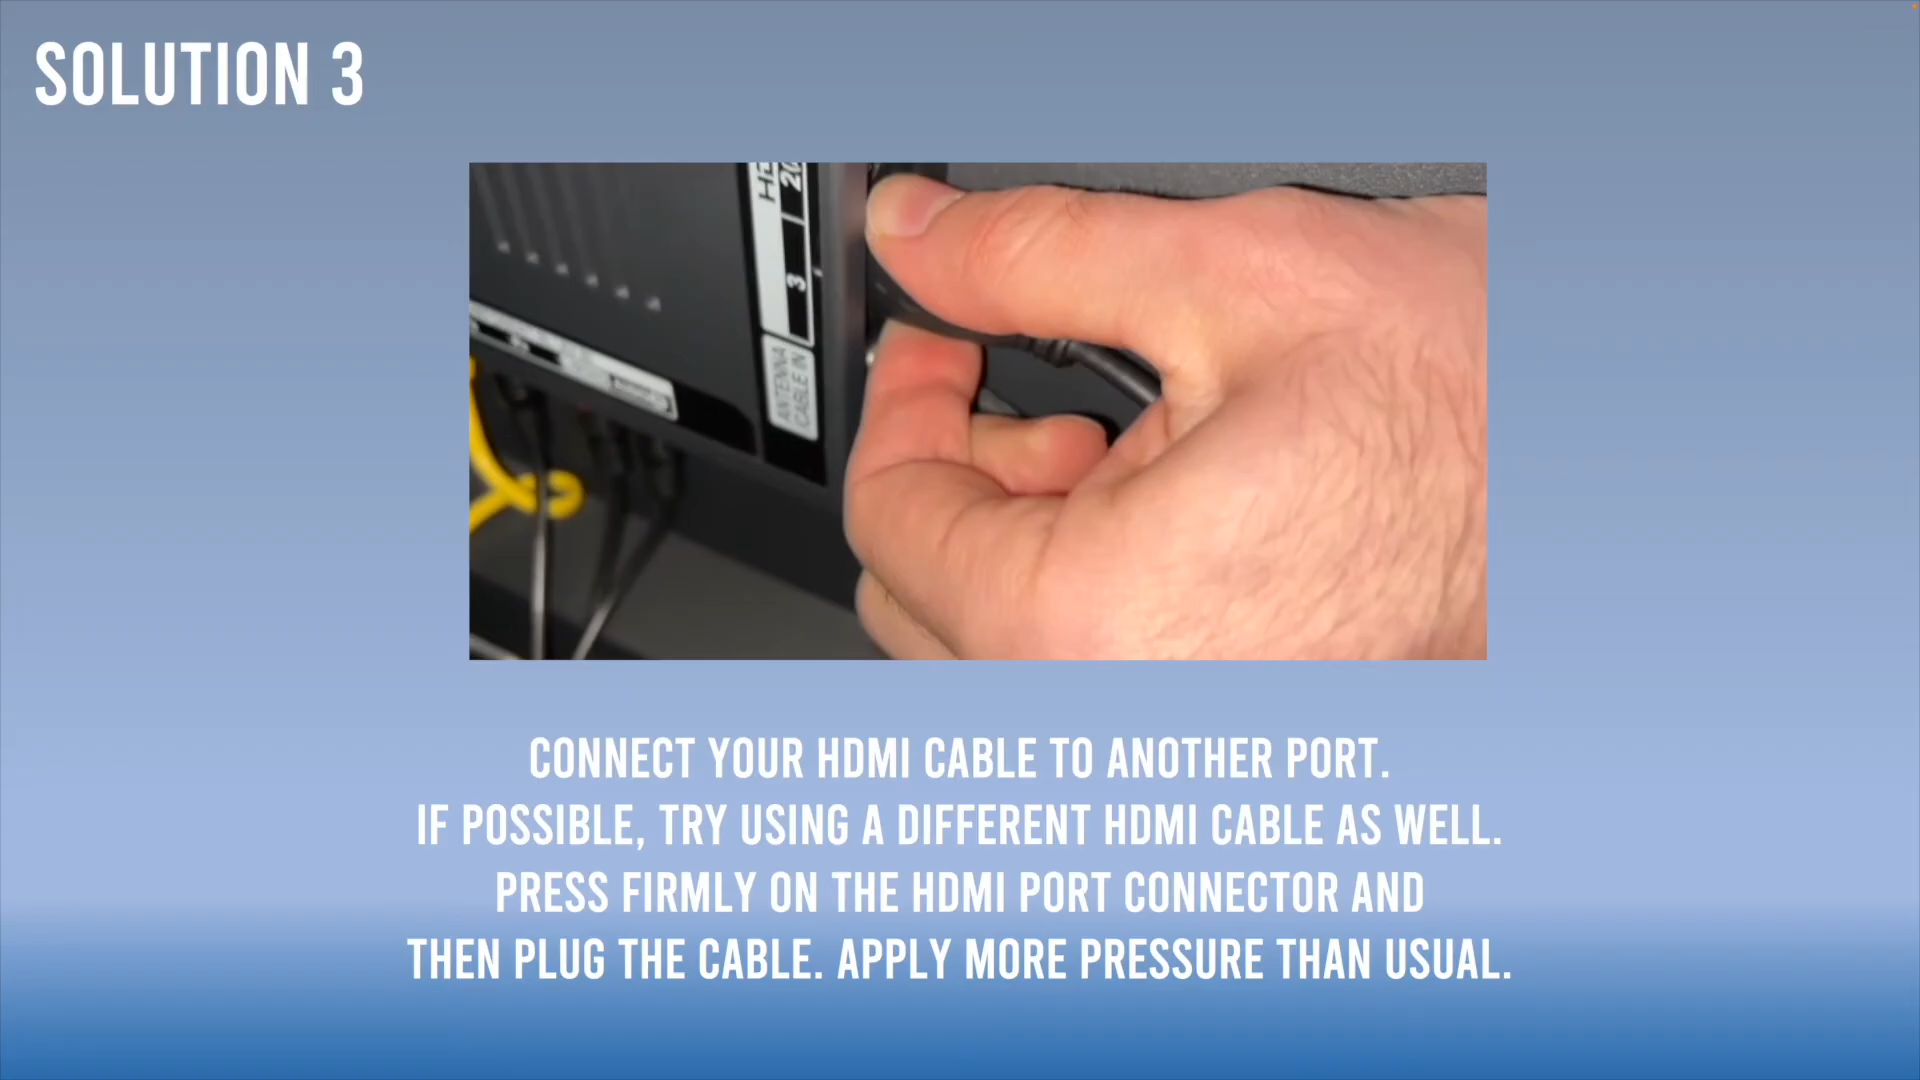 SOLUTION 3
3
ANTENNA
CABLE IN
CONNECT YOUR HDMI CABLE TO ANOTHER PORT.
IF POSSIBLE, TRY USING A DIFFERENT HDMI CABLE AS WELL.
PRESS FIRMLY ON THE HDMI PORT CONNECTOR AND
THEN PLUG THE CABLE. APPLY MORE PRESSURE THAN USUAL.